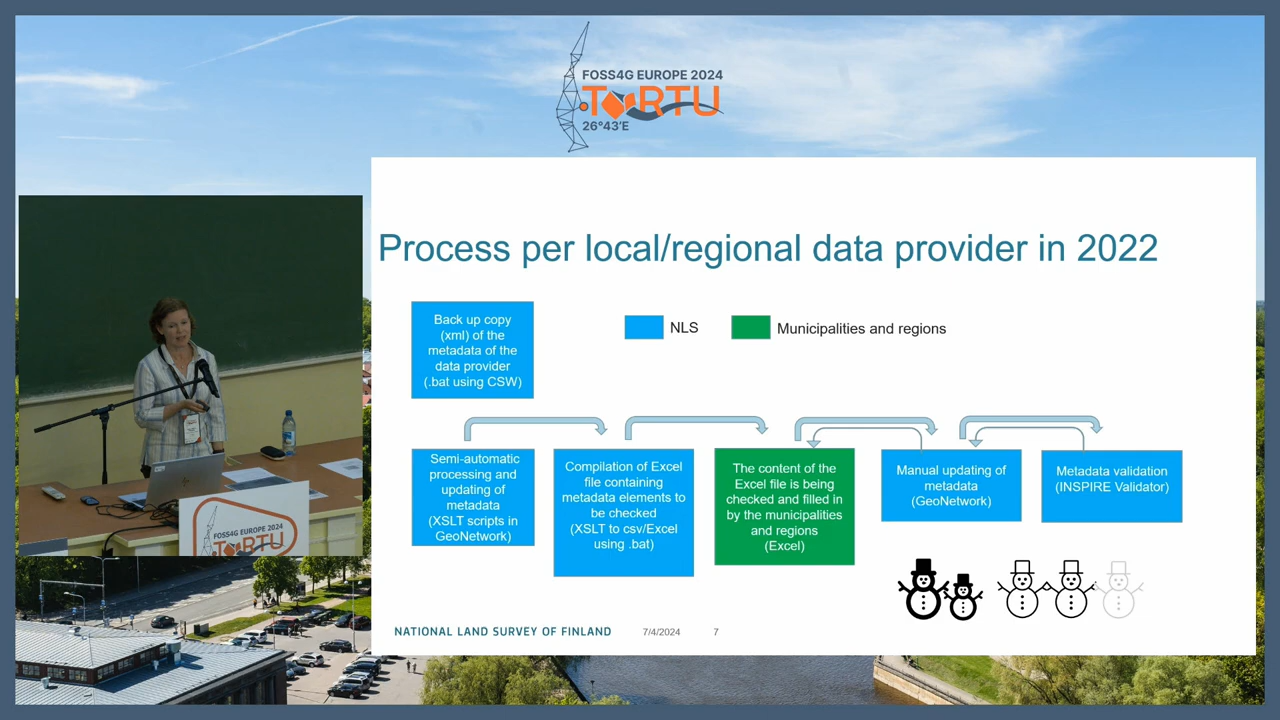 FOSS4G EUROPE 2024
TORTU
26°43'E
Process per local/regional data provider in 2022
Back up copy
(xml) of the
metadata of the
data provider
(.bat using CSW)
NLS
Municipalities and regions
Semi-automatic
processing and
updating of
metadata
(XSLT scripts in
GeoNetwork)
Compilation of Excel
file containing
metadata elements to
be checked
(XSLT to csv/Excel
using .bat)
The content of the
Excel file is being
checked and filled in
by the municipalities
and regions
(Excel)
Manual updating of
metadata
(GeoNetwork)
Metadata validation
(INSPIRE Validator)
NATIONAL LAND SURVEY OF FINLAND
7/4/2024
7
FOSS4G EUROPE 2024
TORTU